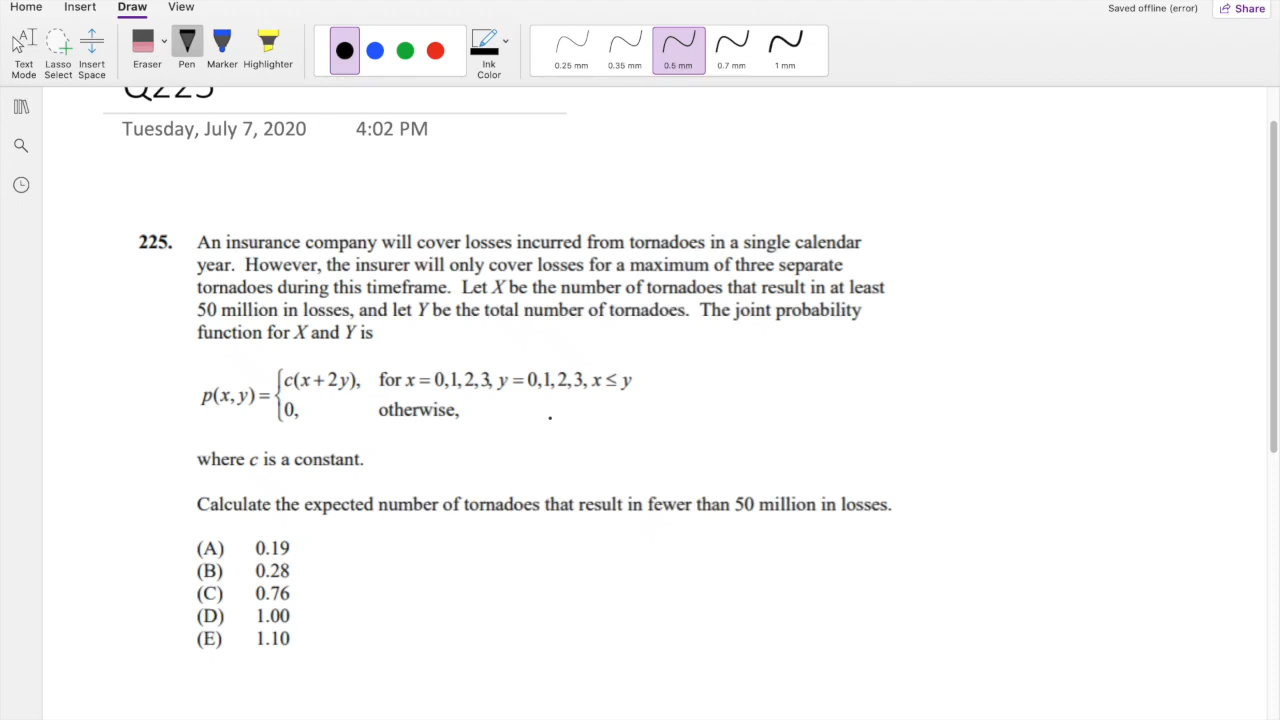 Home Insert Draw View
Saved offline (error) Share
Text Mode Lasso Select Insert Space Eraser Pen Marker Highlighter Ink Color 0.25 mm 0.35 mm 0.5 mm 0.7 mm 1 mm
Q225
Tuesday, July 7, 2020 4:02 PM
225. An insurance company will cover losses incurred from tornadoes in a single calendar
year. However, the insurer will only cover losses for a maximum of three separate
tornadoes during this timeframe. Let X be the number of tornadoes that result in at least
50 million in losses, and let Y be the total number of tornadoes. The joint probability
function for X and Y is
p(x, y) = { c(x + 2y), for x = 0,1,2,3, y = 0,1,2,3, x ≤ y
0, otherwise,
where c is a constant.
Calculate the expected number of tornadoes that result in fewer than 50 million in losses.
(A) 0.19
(B) 0.28
(C) 0.76
(D) 1.00
(E) 1.10